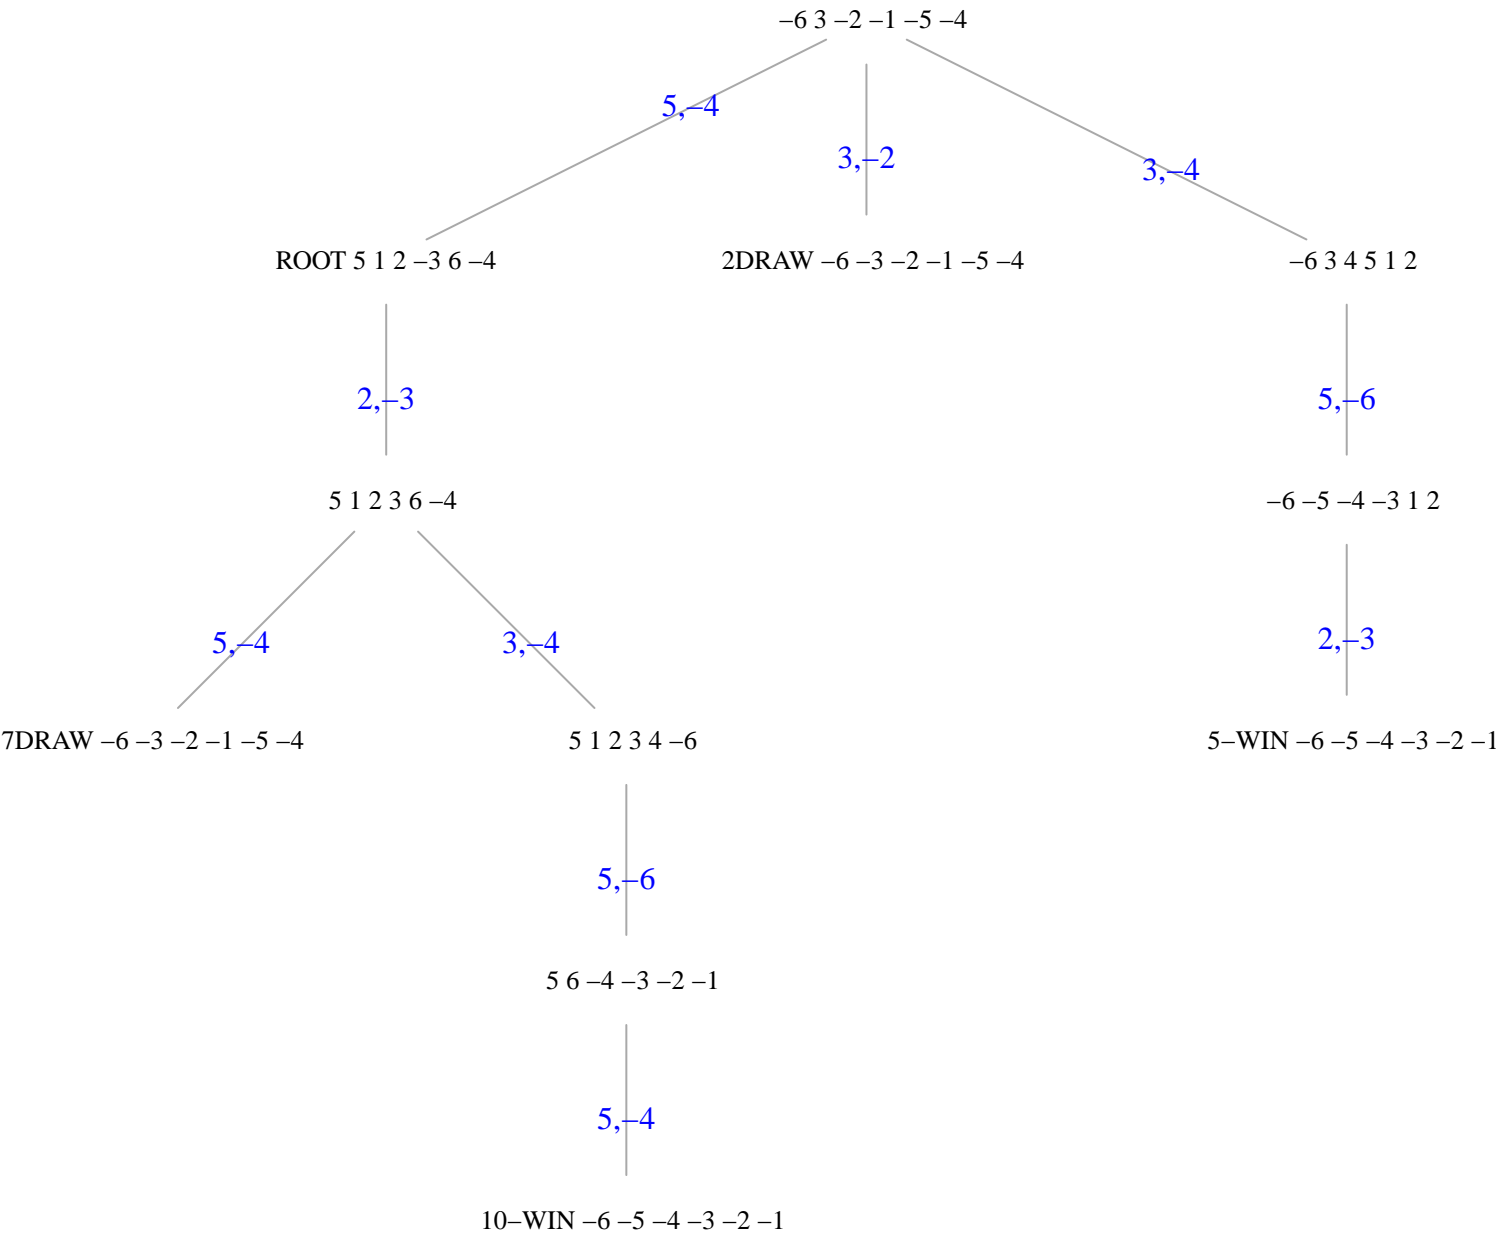 –6 3 –2 –1 –5 –4
5,–4
3,–2
3,–4
ROOT 5 1 2 –3 6 –4
2DRAW –6 –3 –2 –1 –5 –4
–6 3 4 5 1 2
2,–3
5,–6
5 1 2 3 6 –4
–6 –5 –4 –3 1 2
5,–4
3,–4
2,–3
7DRAW –6 –3 –2 –1 –5 –4
5 1 2 3 4 –6
5–WIN –6 –5 –4 –3 –2 –1
5,–6
5 6 –4 –3 –2 –1
5,–4
10–WIN –6 –5 –4 –3 –2 –1